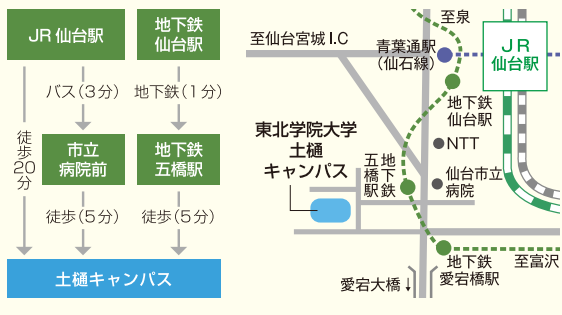 JR 仙台駅
地下鉄
仙台駅
バス(3分)
地下鉄(1分)
徒歩20分
市立
病院前
地下鉄
五橋駅
徒歩(5分)
徒歩(5分)
土樋キャンパス
至泉
至仙台宮城 I.C
青葉通駅
(仙石線)
JR
仙台駅
地下鉄
仙台駅
東北学院大学
土樋
キャンパス
NTT
地下鉄
五橋駅
仙台市立
病院
地下鉄
愛宕橋駅
至富沢
愛宕大橋↓